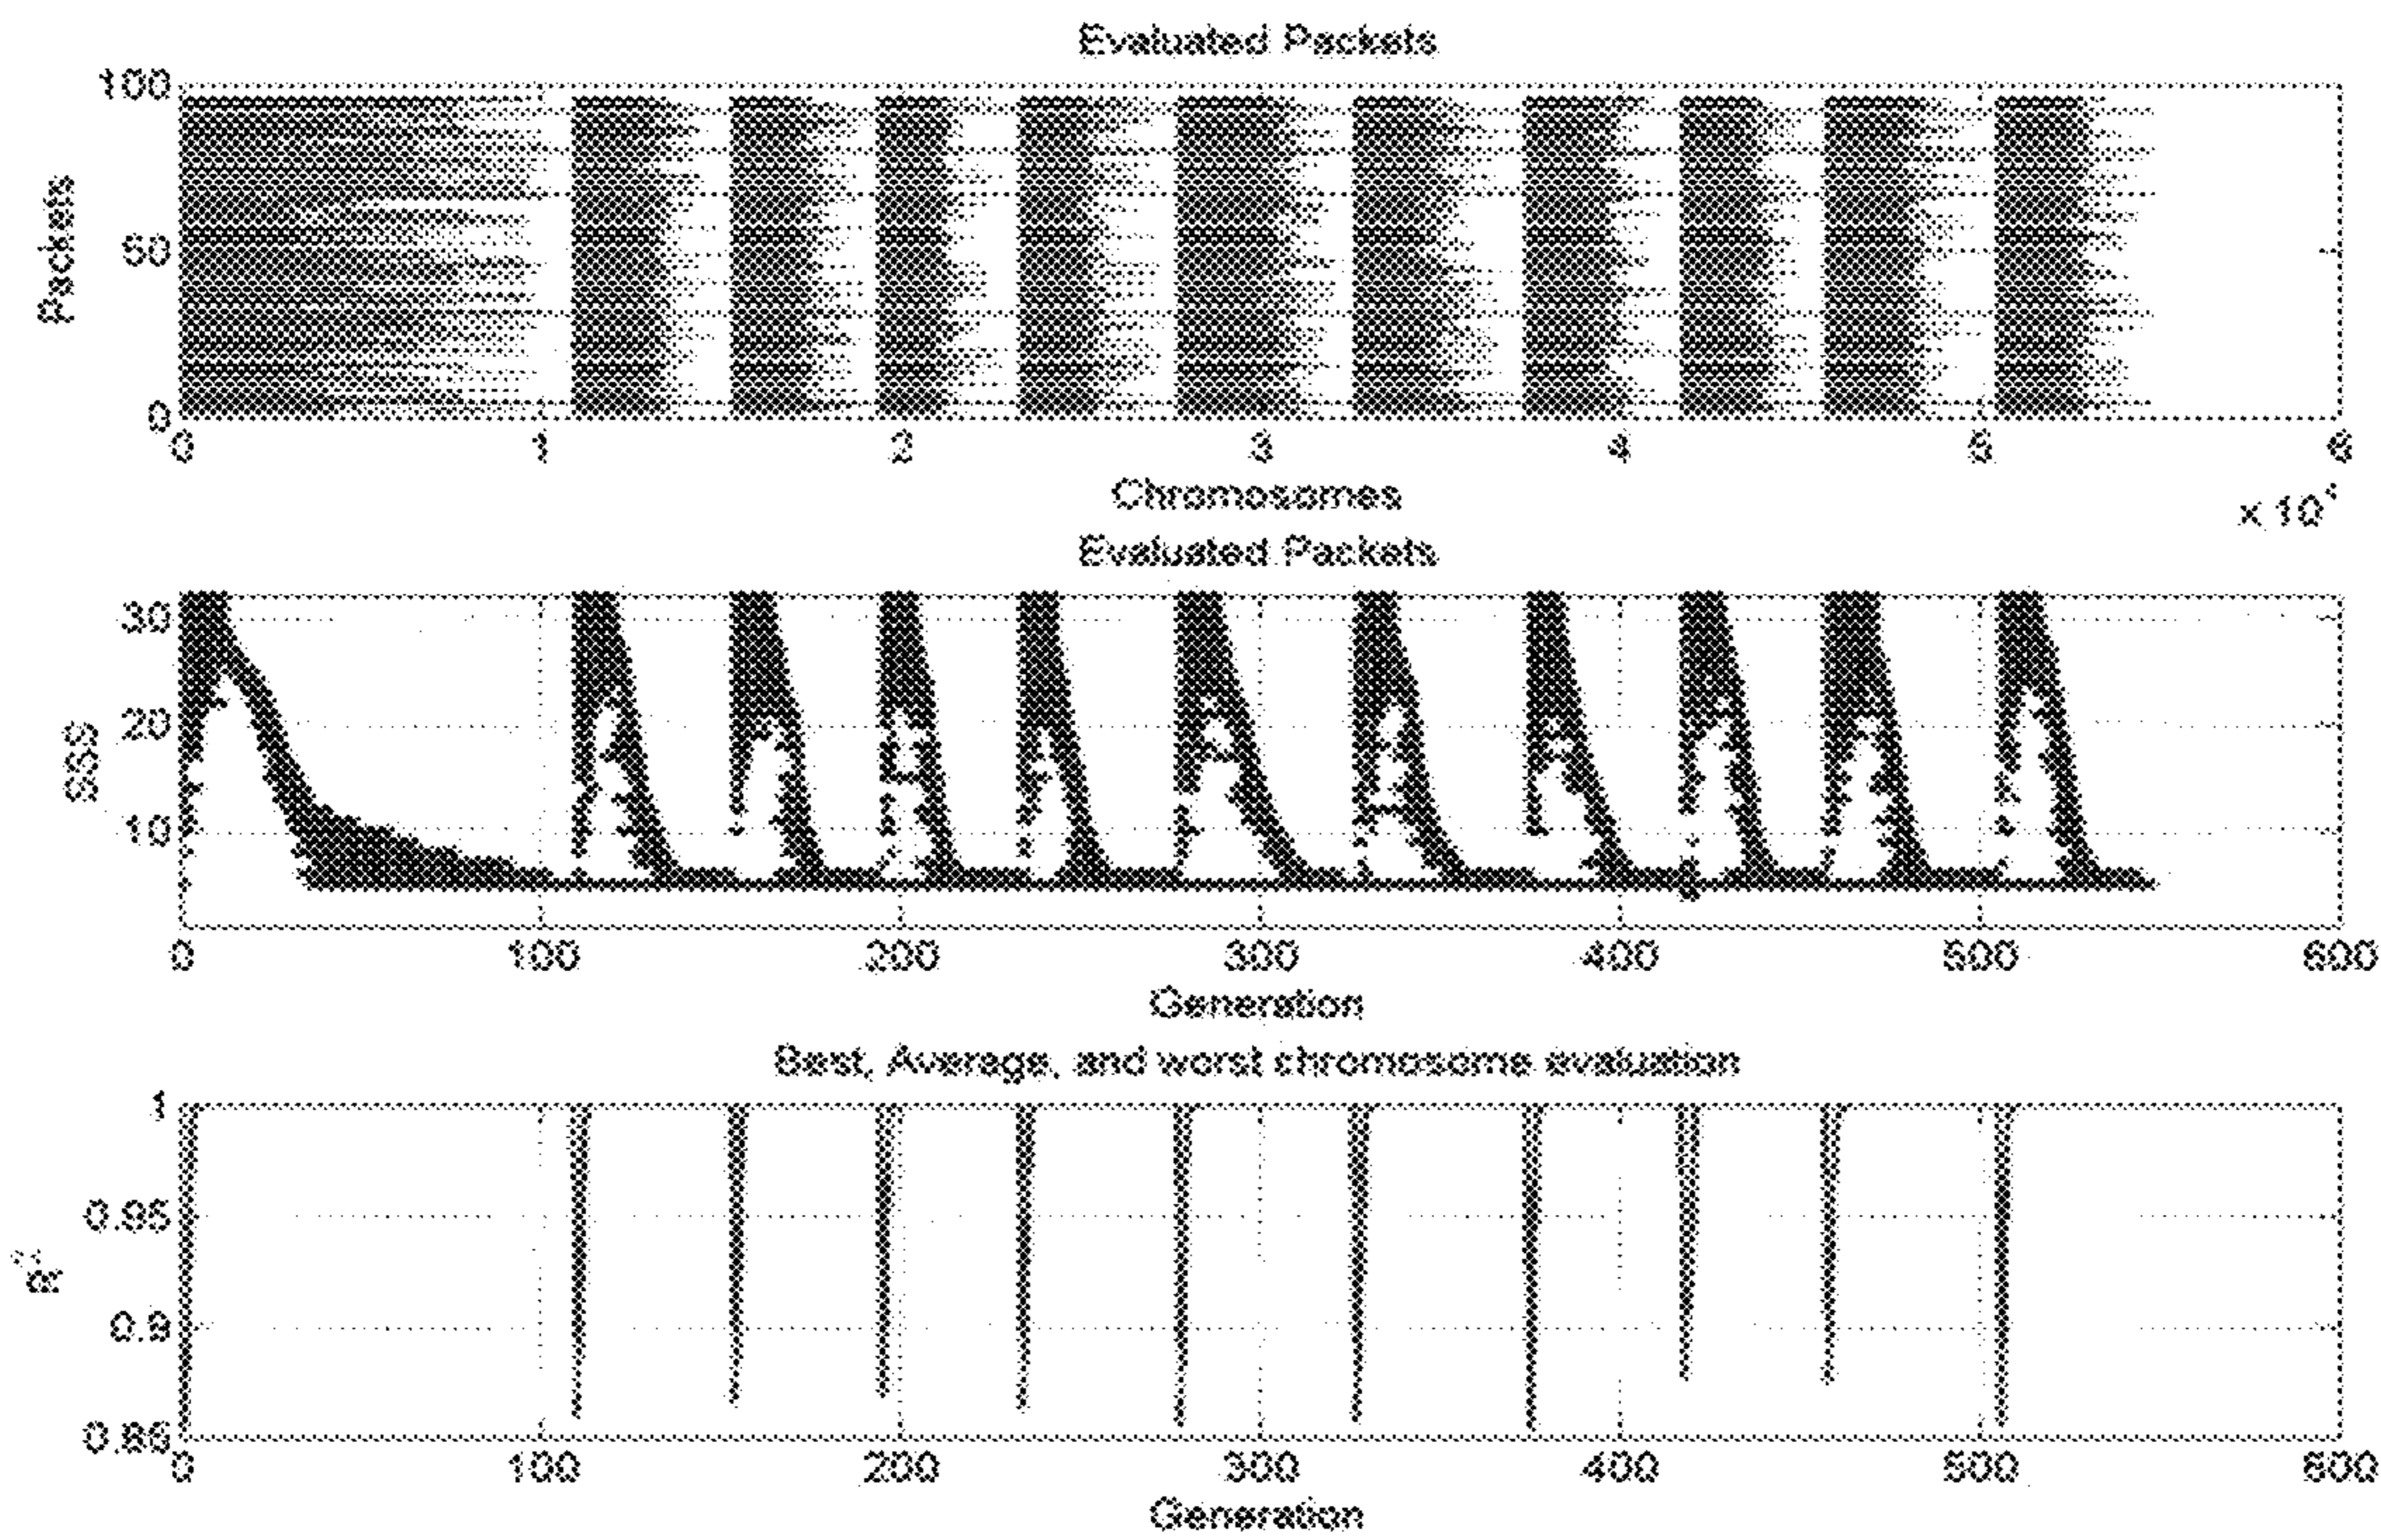 Evaluated Packets
100
50
0
Packets
0 1 2 3 4 5 6
Chromosomes
x 10⁴
Evaluated Packets
30
20
10
SSS
0 100 200 300 400 500 600
Generation
Best, Average, and worst chromosome evaluation
1
0.95
0.9
0.85
R²
0 100 200 300 400 500 600
Generation